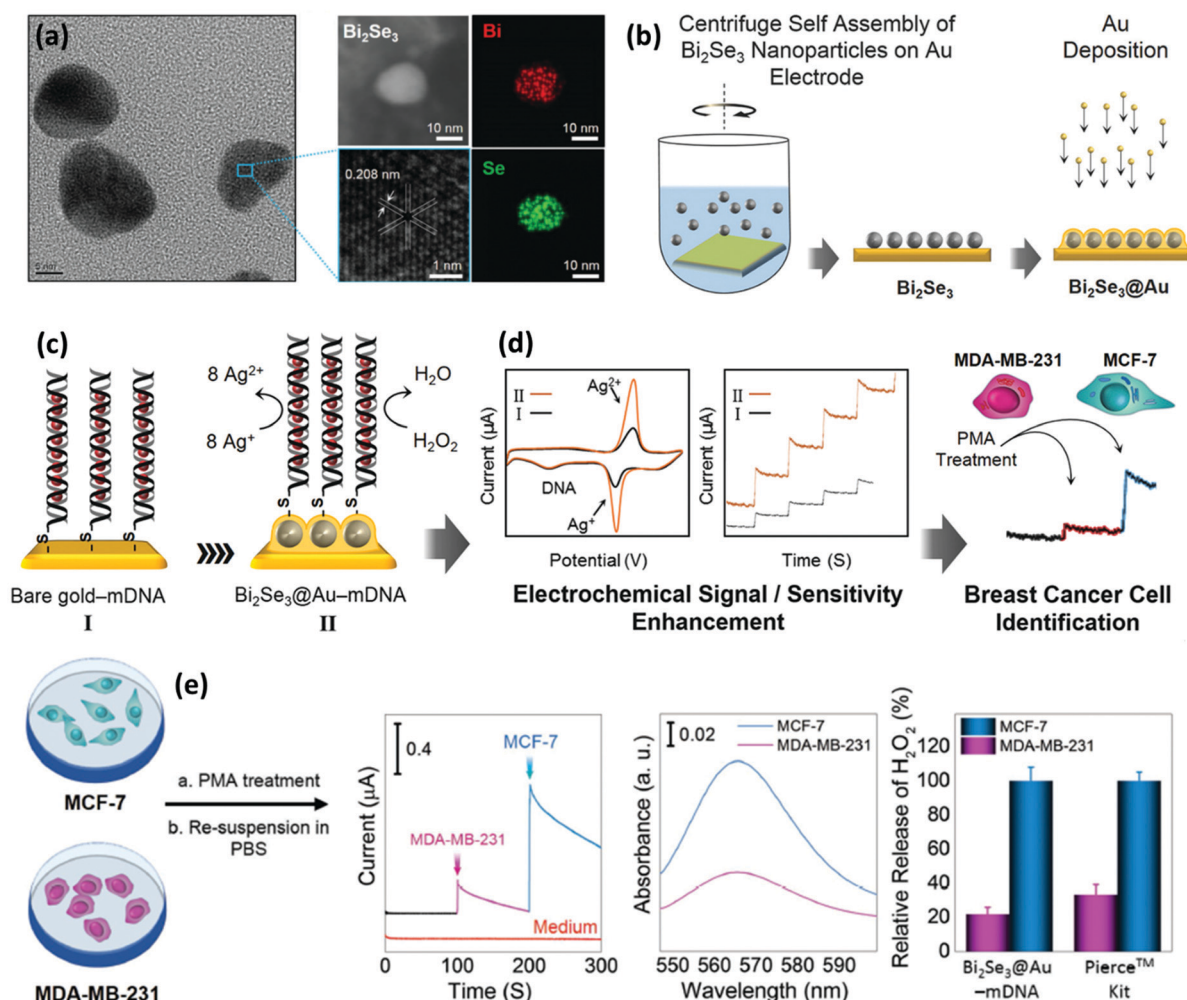 (a)
Bi₂Se₃
10 nm
Bi
10 nm
0.208 nm
1 nm
Se
10 nm
(b)
Centrifuge Self Assembly of
Bi₂Se₃ Nanoparticles on Au
Electrode
Au
Deposition
Bi₂Se₃
Bi₂Se₃@Au
(c)
8 Ag²⁺
8 Ag⁺
H₂O
H₂O₂
S
S
S
S
S
S
Bare gold–mDNA
I
Bi₂Se₃@Au–mDNA
II
(d)
Current (µA)
II
I
Ag²⁺
DNA
Ag⁺
Potential (V)
Current (µA)
II
I
Time (S)
Electrochemical Signal / Sensitivity
Enhancement
MDA-MB-231
MCF-7
PMA
Treatment
Breast Cancer Cell
Identification
(e)
MCF-7
MDA-MB-231
a. PMA treatment
b. Re-suspension in
PBS
Current (µA)
0.4
MCF-7
MDA-MB-231
Medium
0 100 200 300
Time (S)
Absorbance (a. u.)
0.02
MCF-7
MDA-MB-231
550 560 570 580 590
Wavelength (nm)
Relative Release of H₂O₂ (%)
MCF-7
MDA-MB-231
120
100
80
60
40
20
0
Bi₂Se₃@Au
–mDNA
Pierce™
Kit